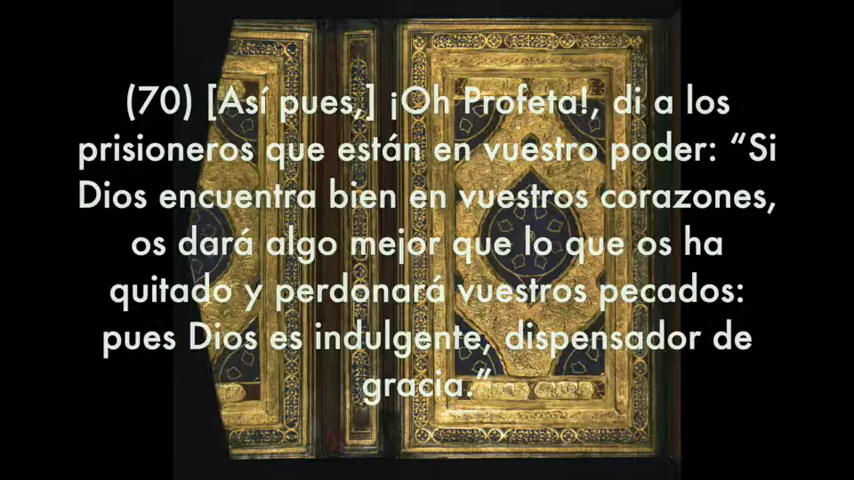 (70) [Así pues,] ¡Oh Profeta!, di a los
prisioneros que están en vuestro poder: “Si
Dios encuentra bien en vuestros corazones,
os dará algo mejor que lo que os ha
quitado y perdonará vuestros pecados:
pues Dios es indulgente, dispensador de
gracia.”